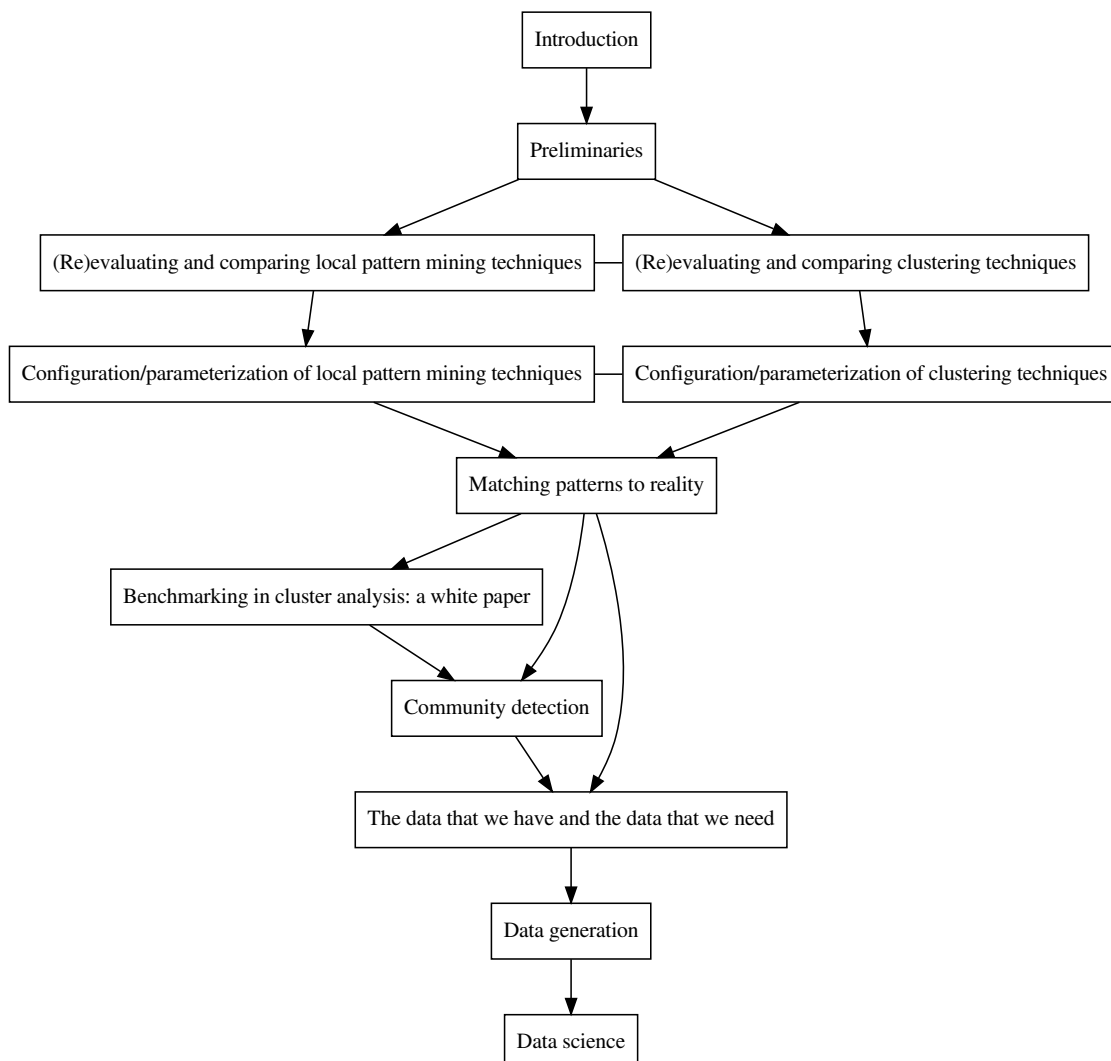 Introduction
Preliminaries
(Re)evaluating and comparing local pattern mining techniques
(Re)evaluating and comparing clustering techniques
Configuration/parameterization of local pattern mining techniques
Configuration/parameterization of clustering techniques
Matching patterns to reality
Benchmarking in cluster analysis: a white paper
Community detection
The data that we have and the data that we need
Data generation
Data science